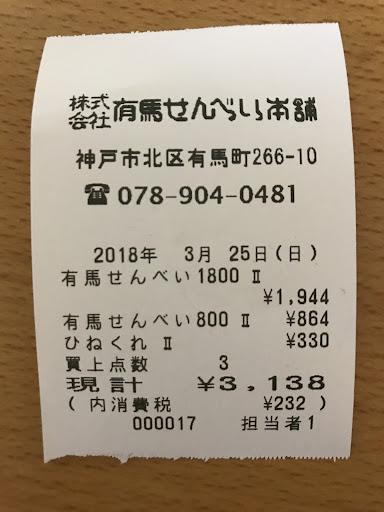 株式会社 有馬せんべい本舗
神戸市北区有馬町266-10
☎078-904-0481
2018年 3月 25日(日)
有馬せんべい1800 Ⅱ
¥1,944
有馬せんべい800 Ⅱ ¥864
ひねくれ Ⅱ ¥330
買上点数 3
現計 ¥3,138
(内消費税 ¥232)
000017 担当者1